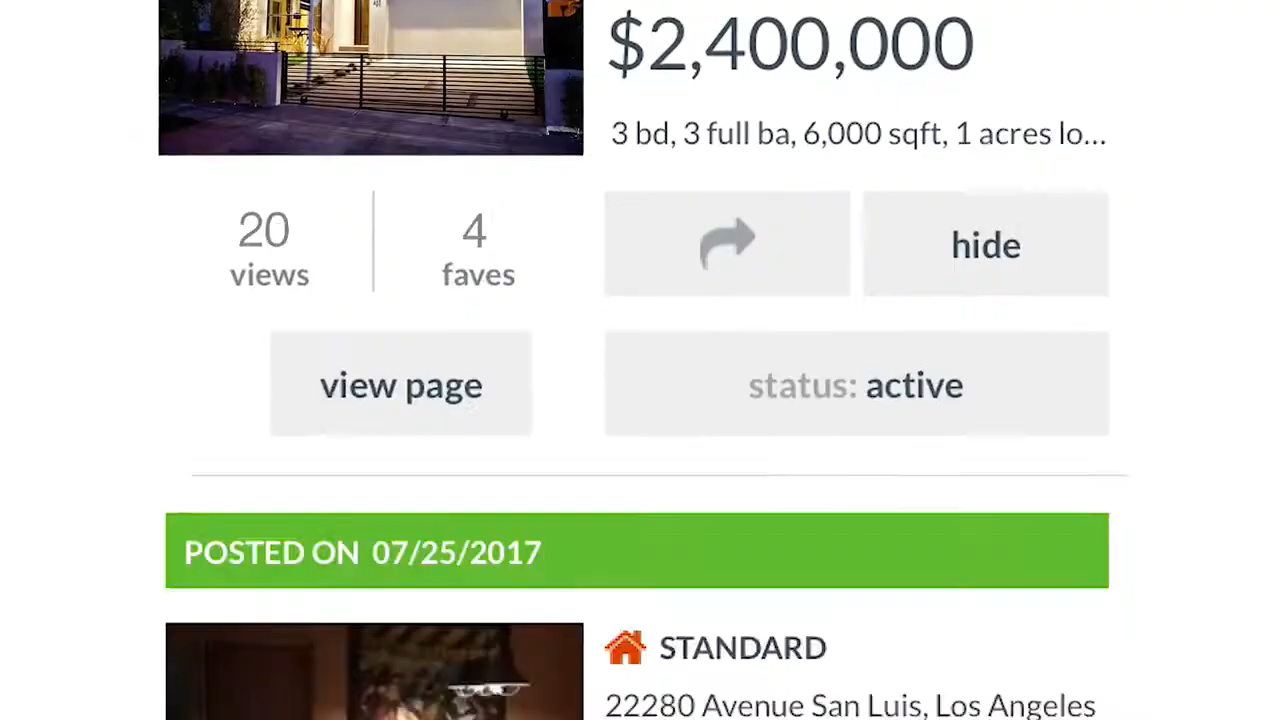 $2,400,000
3 bd, 3 full ba, 6,000 sqft, 1 acres lo...
20
views
4
faves
hide
view page
status: active
POSTED ON 07/25/2017
STANDARD
22280 Avenue San Luis, Los Angeles